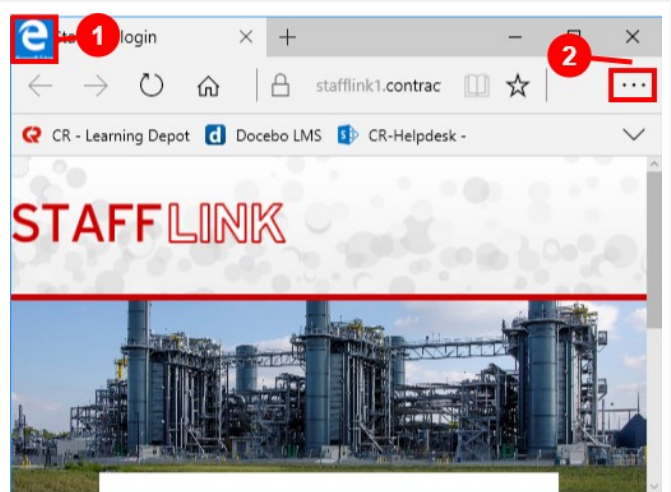 1 login
2
stafflink1.contrac
CR - Learning Depot Docebo LMS CR-Helpdesk -
STAFFLINK